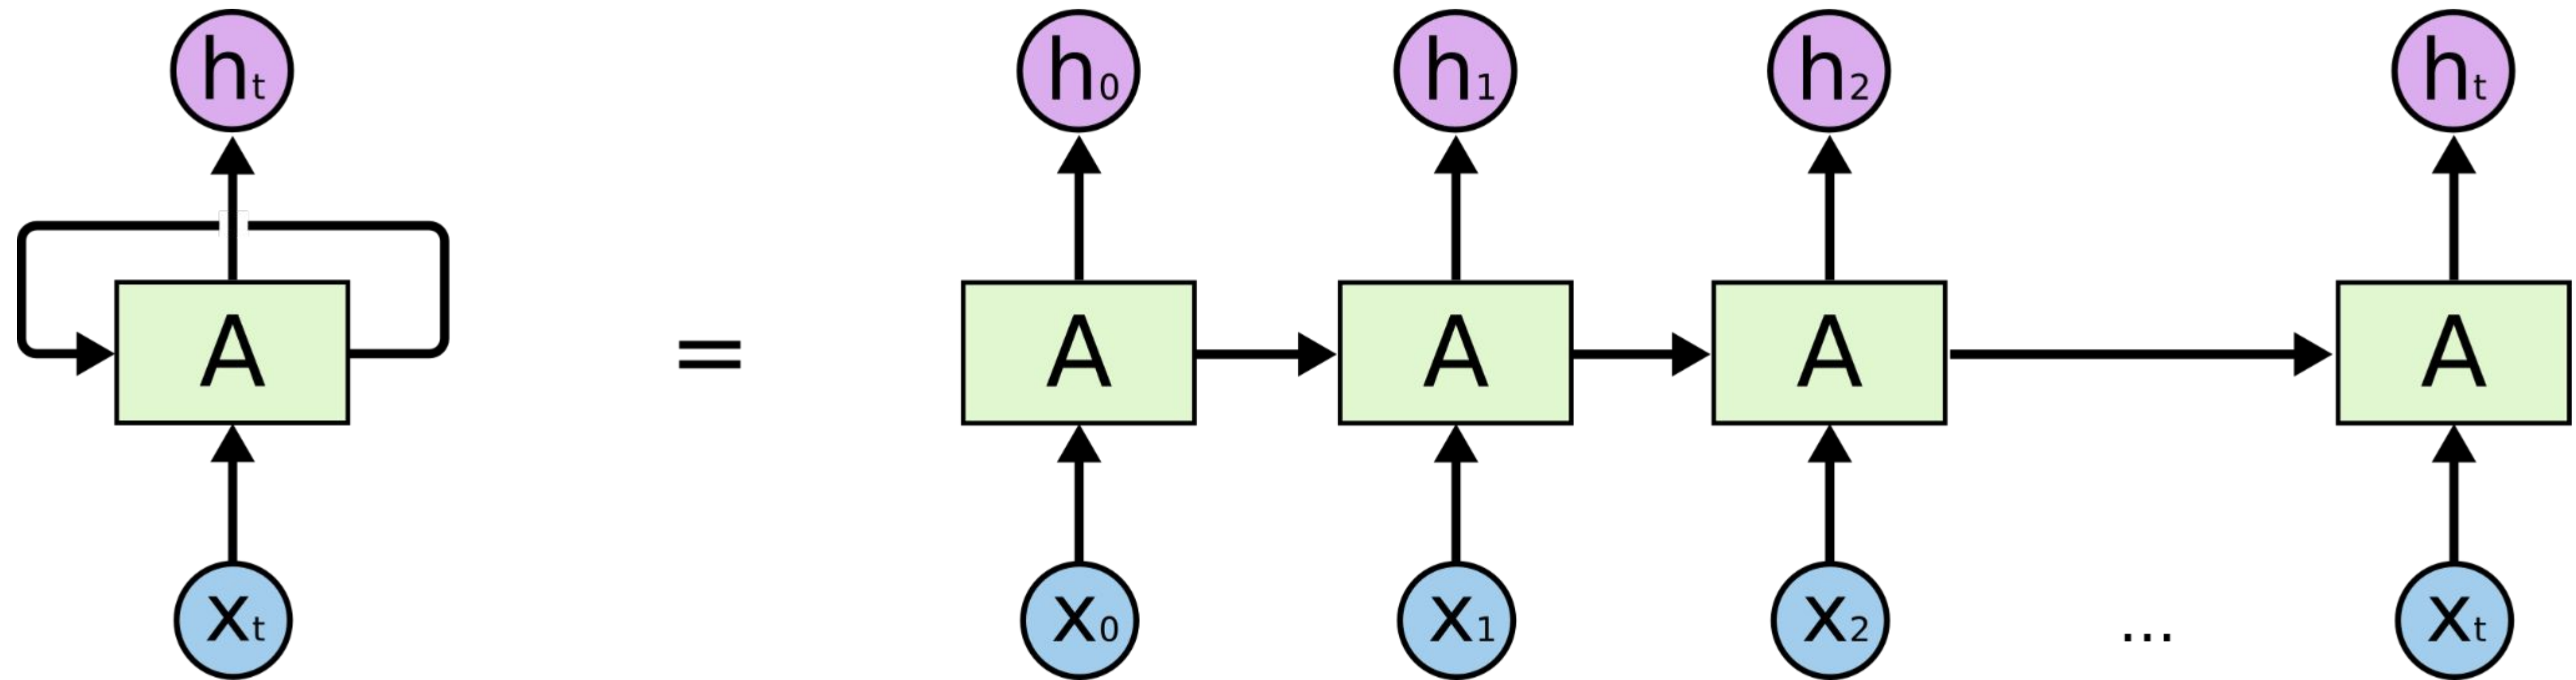 ht h0 h1 h2 ht
A = A A A A
xt x0 x1 x2 ... xt